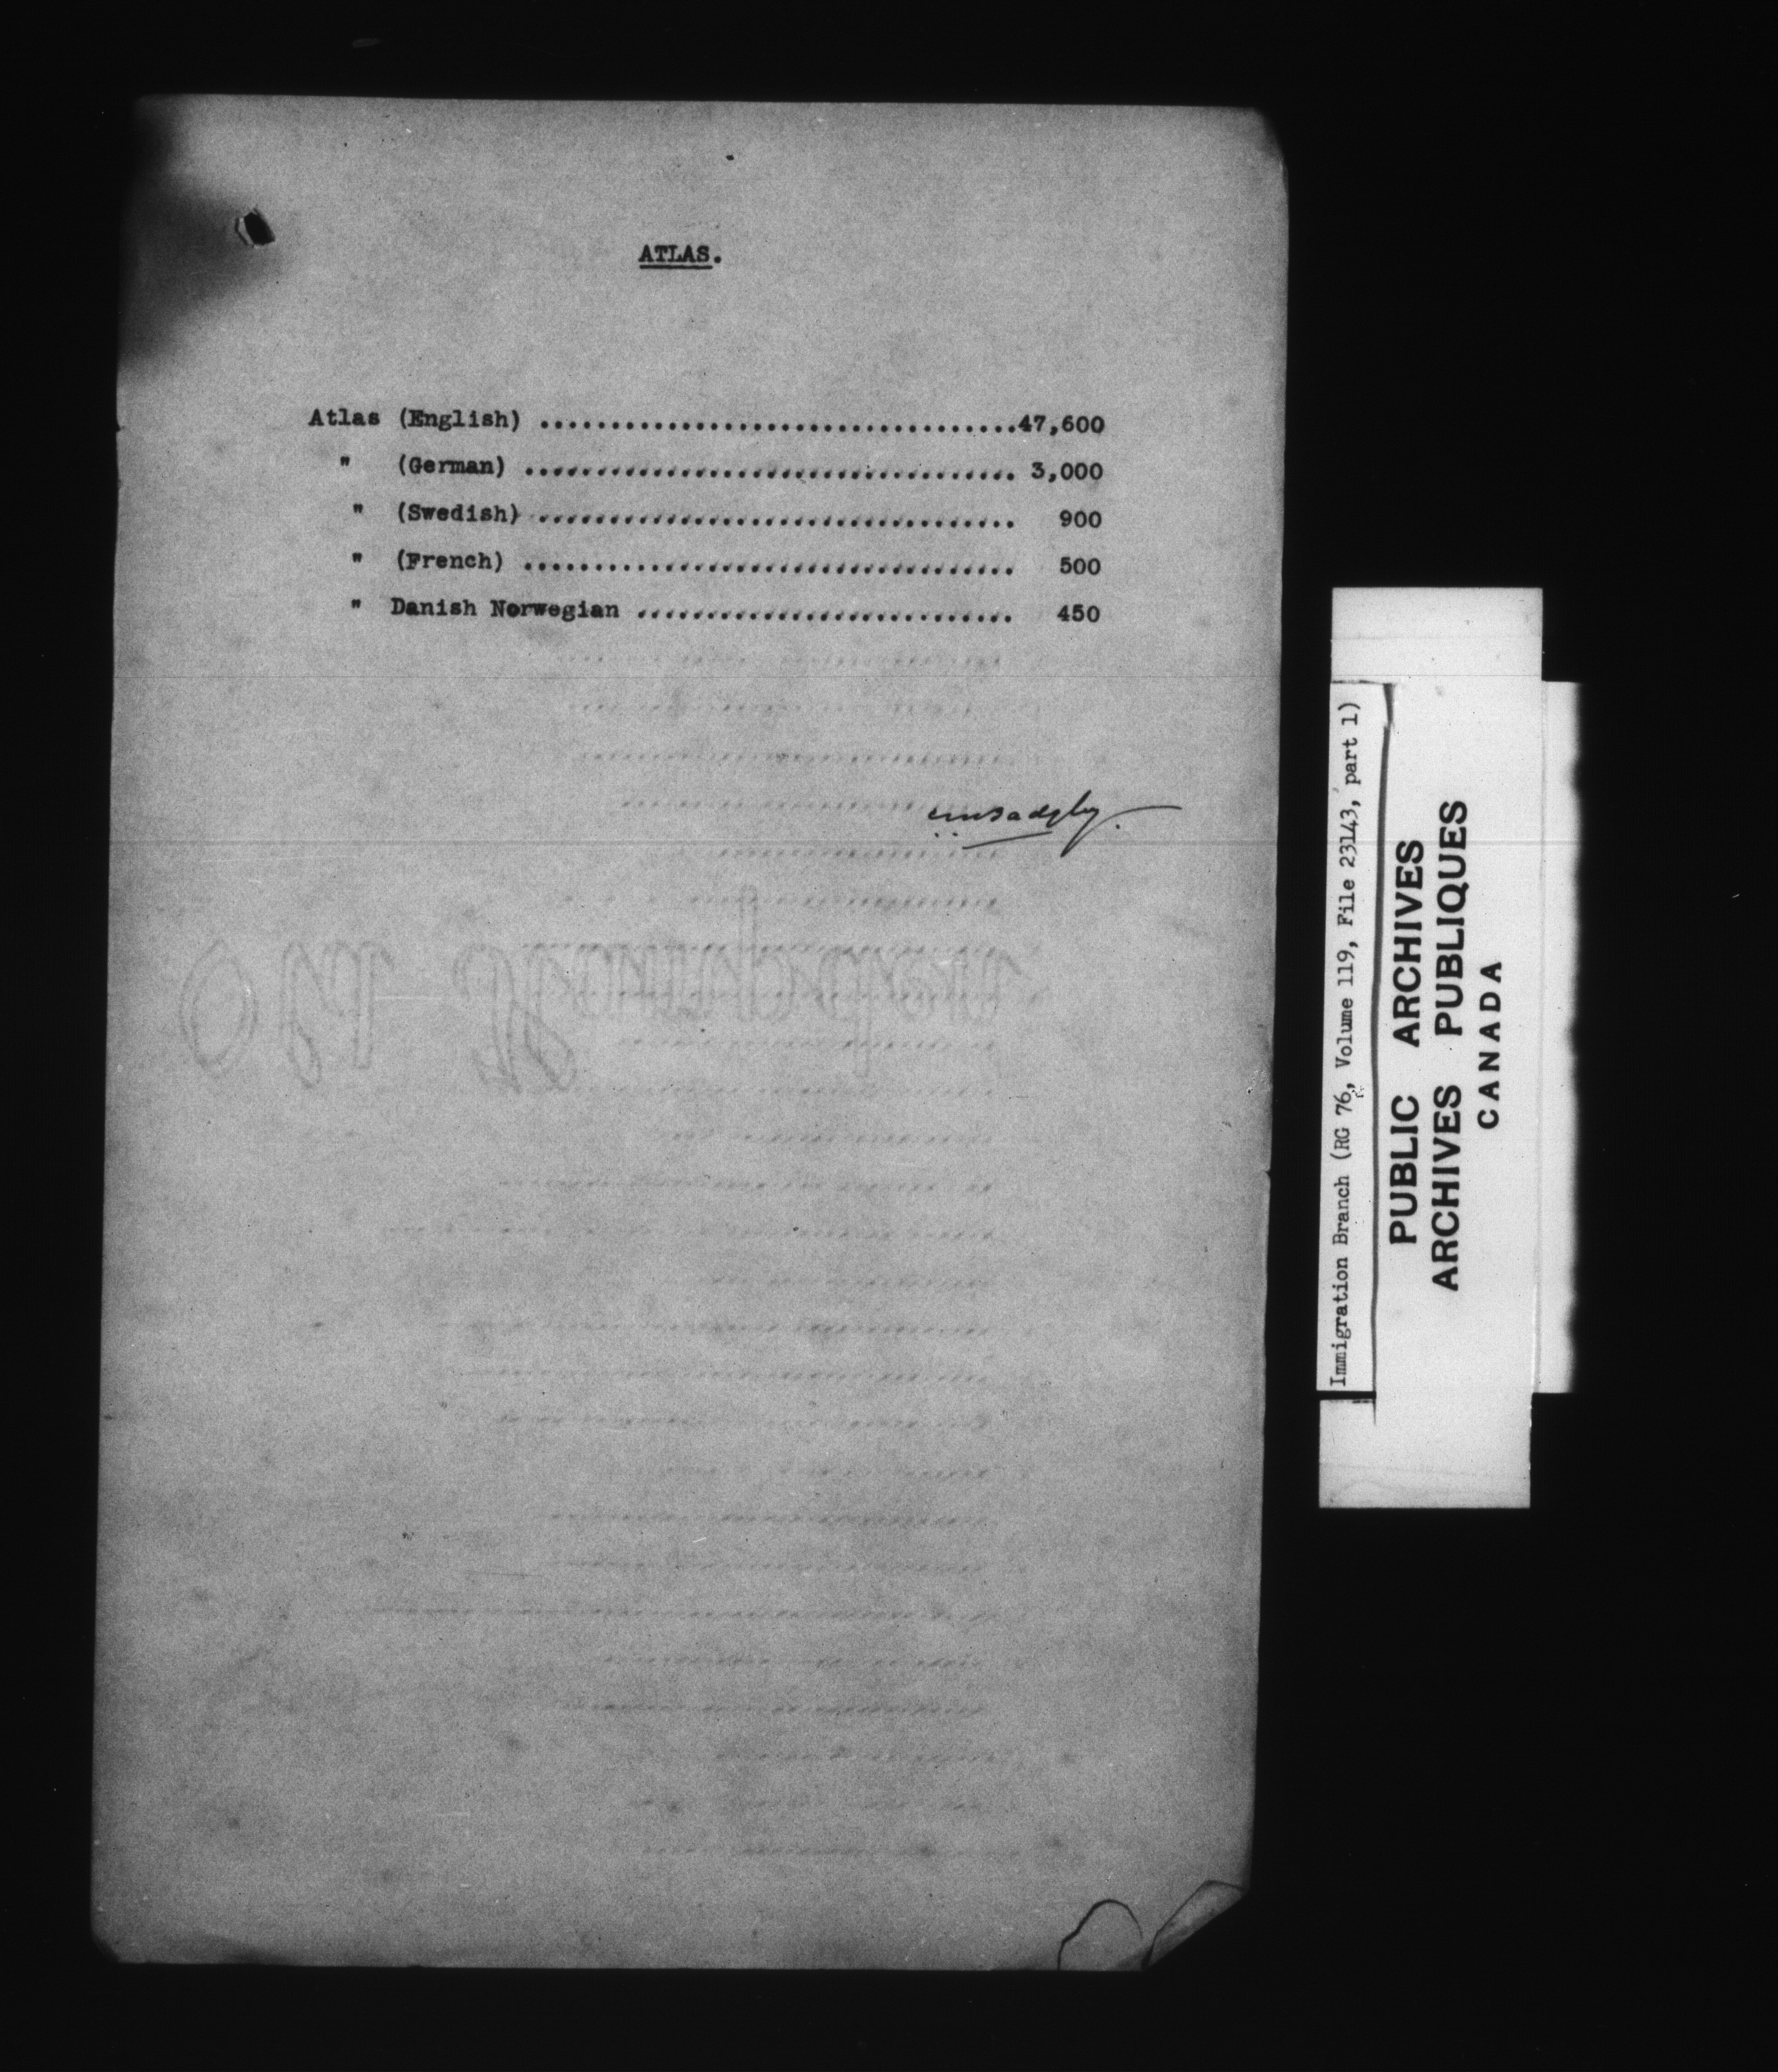 ATLAS.
Atlas (English) ..................................47,600
" (German) ................................... 3,000
" (Swedish) .................................. 900
" (French) ................................... 500
" Danish Norwegian ........................... 450
Immigration Branch (RG 76, Volume 119, File 23143, part 1)
PUBLIC ARCHIVES
ARCHIVES PUBLIQUES
CANADA